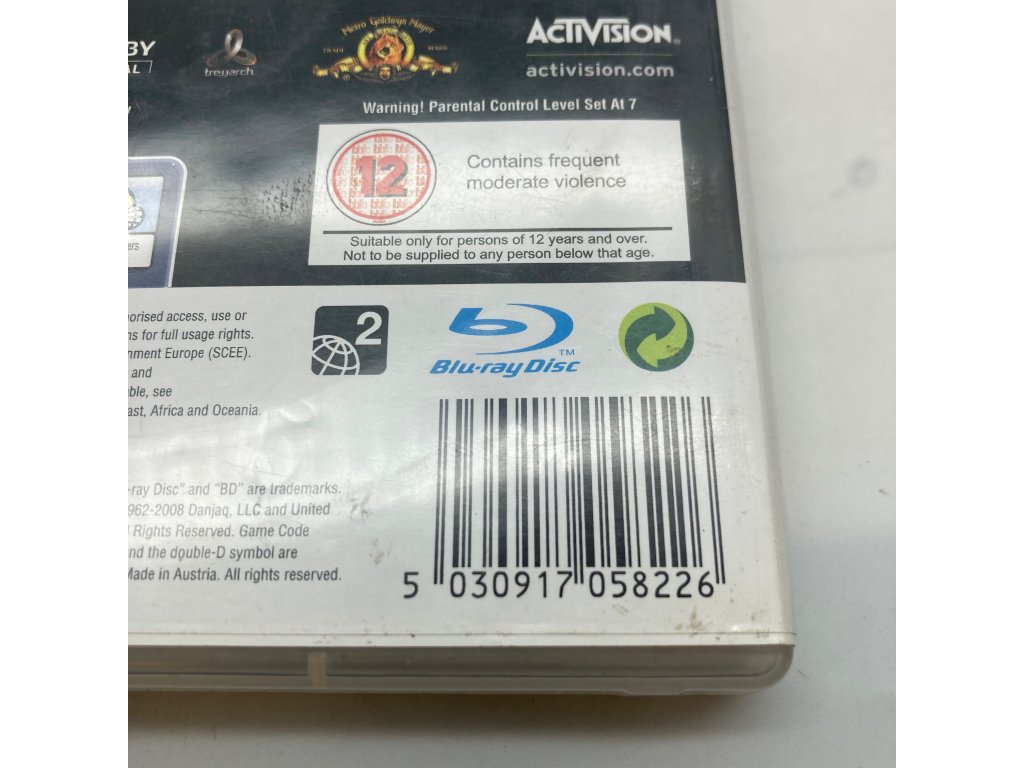 BY
AL
treyarch
Metro Goldwyn Mayer
TRADE MARK
ACTIVISION®
activision.com
Warning! Parental Control Level Set At 7
12
Contains frequent
moderate violence
Suitable only for persons of 12 years and over.
Not to be supplied to any person below that age.
ers
orised access, use or
ns for full usage rights.
nment Europe (SCEE).
and
ble, see
ast, Africa and Oceania.
2
Blu-ray Disc™
-ray Disc" and "BD" are trademarks.
962-2008 Danjaq, LLC and United
Rights Reserved. Game Code
nd the double-D symbol are
Made in Austria. All rights reserved.
5 030917 058226